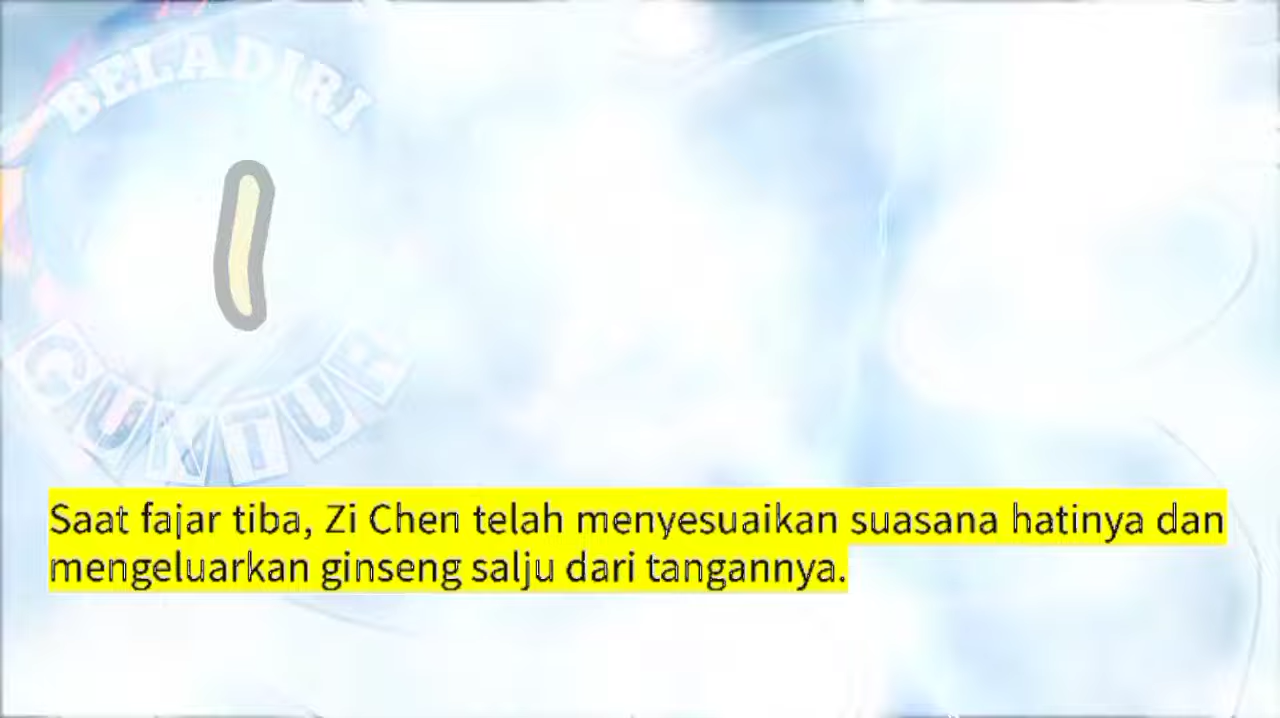 BELADIRI
GUNTUR
Saat fajar tiba, Zi Chen telah menyesuaikan suasana hatinya dan
mengeluarkan ginseng salju dari tangannya.